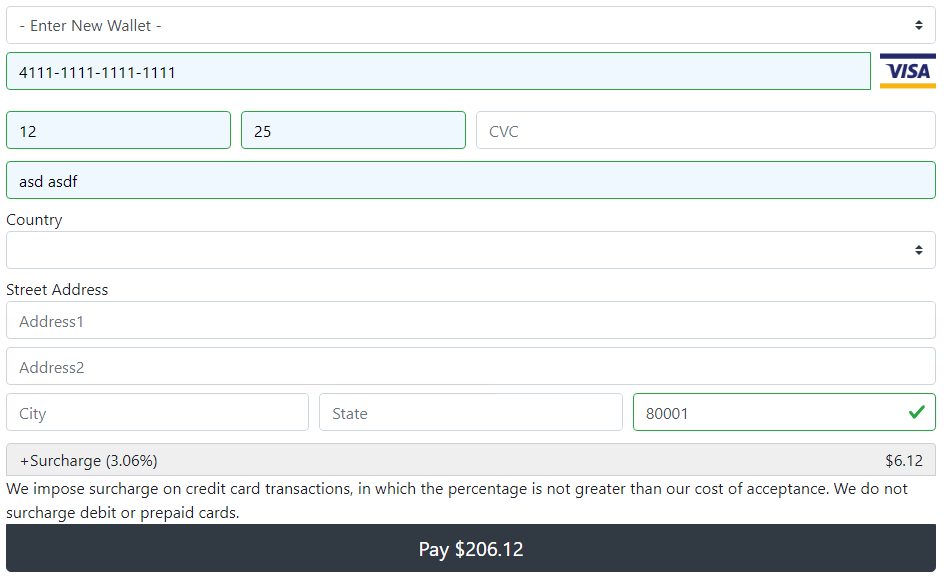 - Enter New Wallet -
4111-1111-1111-1111
VISA
12
25
CVC
asd asdf
Country
Street Address
Address1
Address2
City
State
80001
+Surcharge (3.06%)
$6.12
We impose surcharge on credit card transactions, in which the percentage is not greater than our cost of acceptance. We do not
surcharge debit or prepaid cards.
Pay $206.12